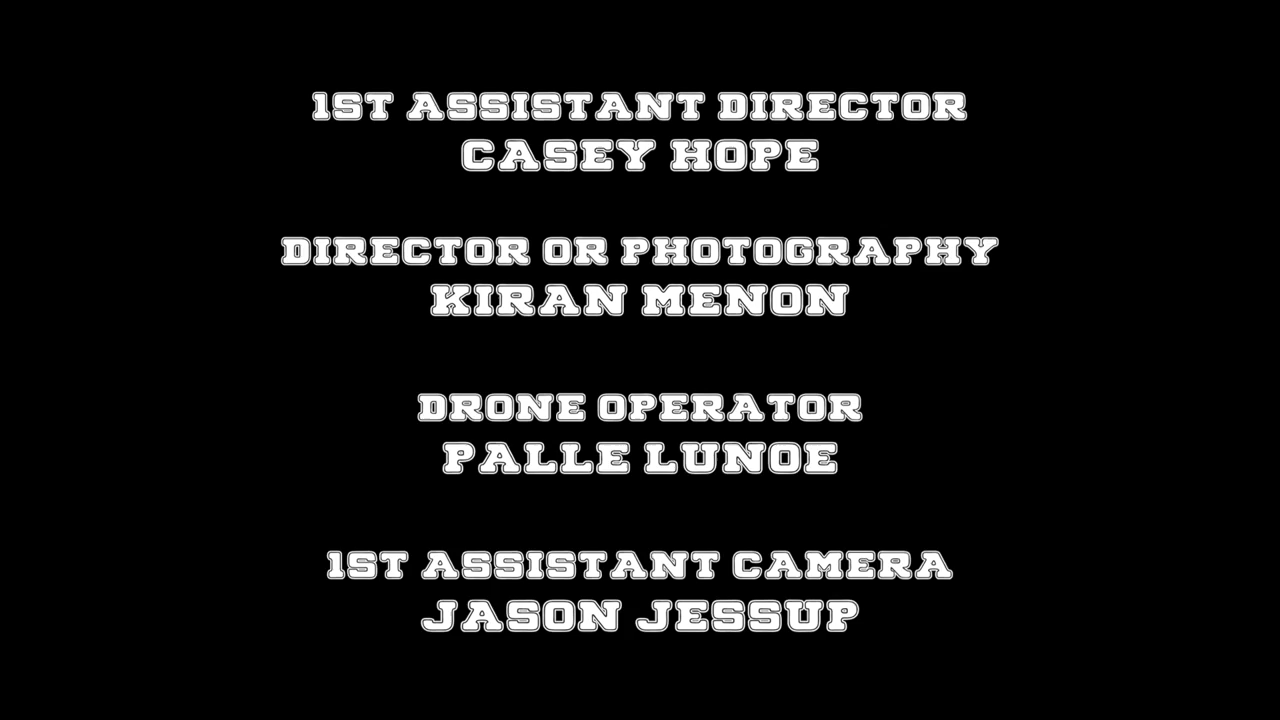 1ST ASSISTANT DIRECTOR
CASEY HOPE
DIRECTOR OR PHOTOGRAPHY
KIRAN MENON
DRONE OPERATOR
PALLE LUNOE
1ST ASSISTANT CAMERA
JASON JESSUP